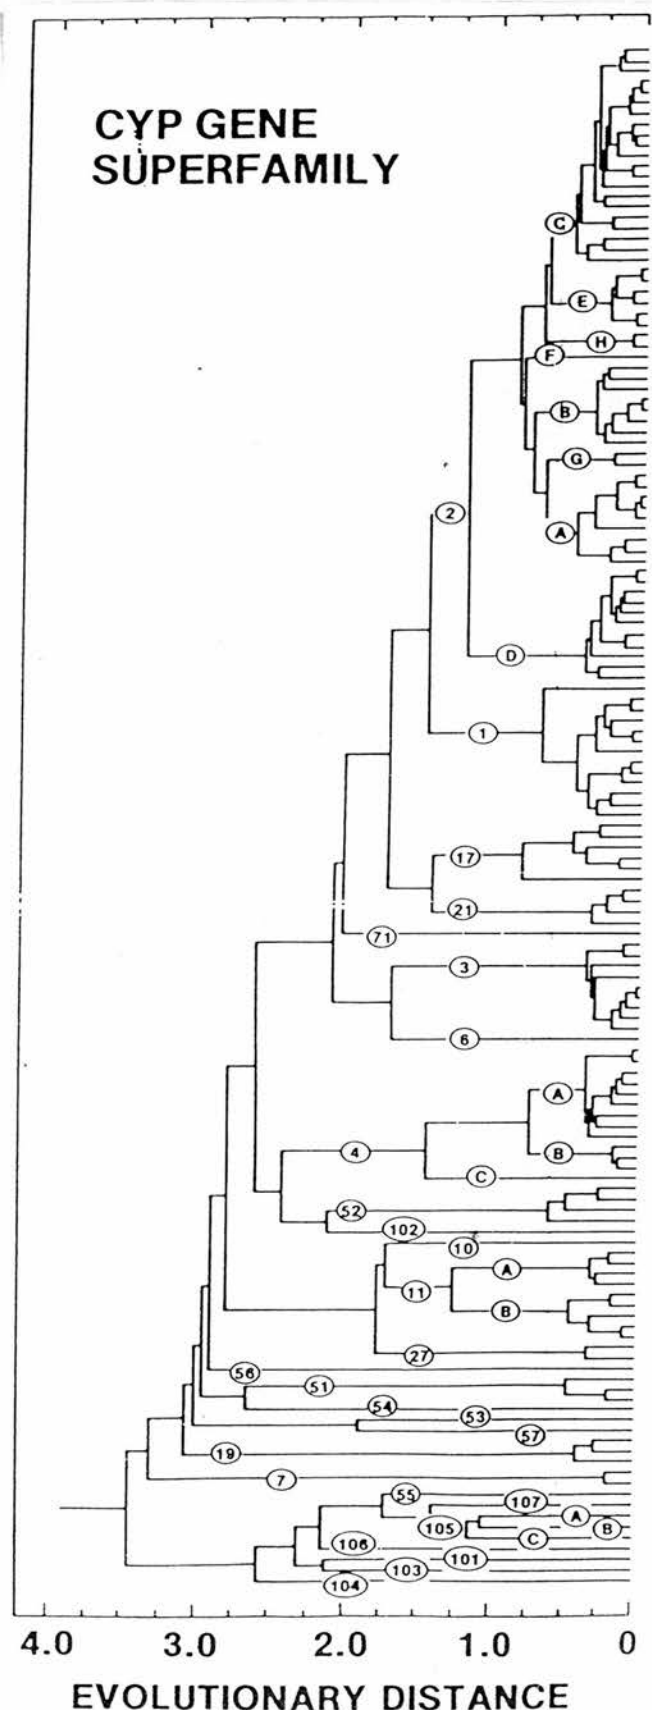 CYP GENE
SUPERFAMILY
C
E
H
F
B
G
2
A
D
1
17
21
71
3
6
A
4
B
C
52
102
10
A
11
B
27
56
51
54
53
57
19
7
55
107
A
105
B
C
106
101
103
104
4.0 3.0 2.0 1.0 0
EVOLUTIONARY DISTANCE